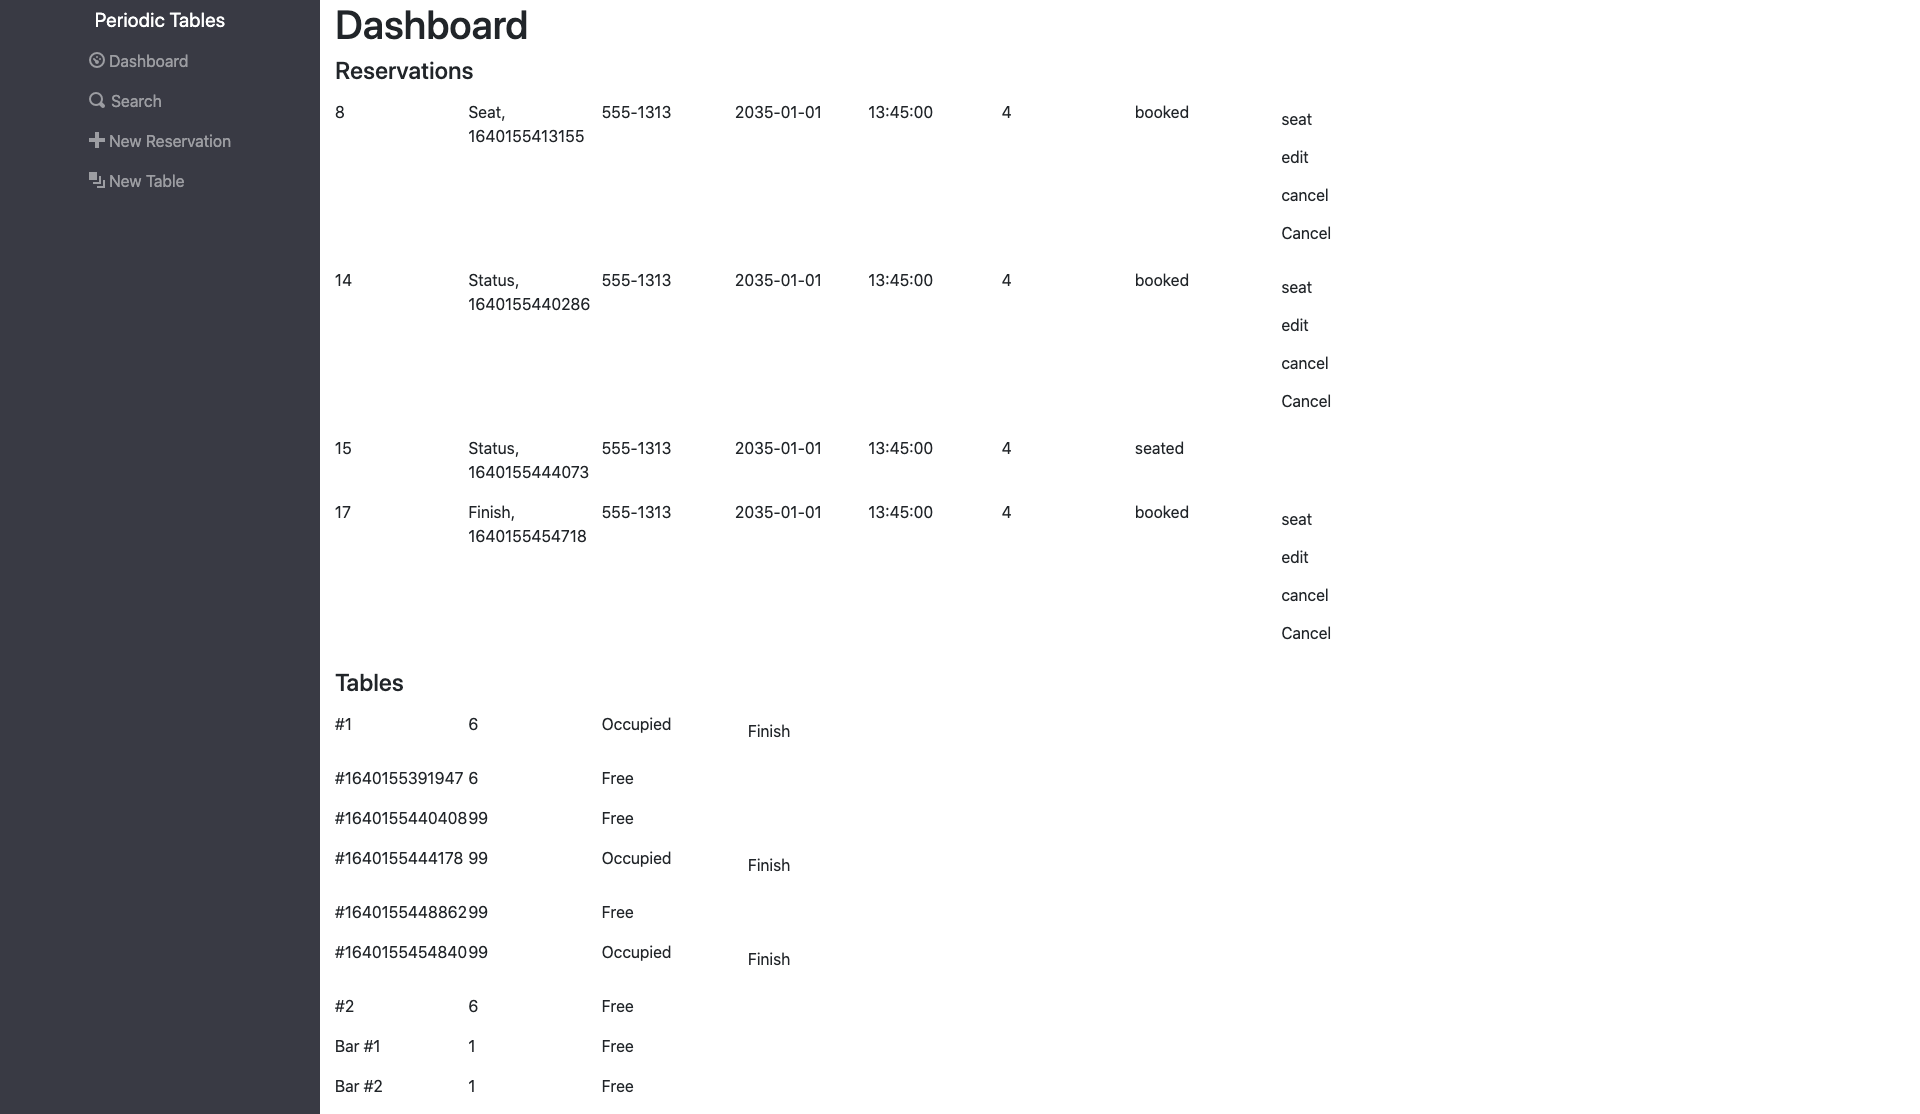 Periodic Tables
Dashboard
Search
New Reservation
New Table
Dashboard
Reservations
8 Seat, 555-1313 2035-01-01 13:45:00 4 booked seat
1640155413155
edit
cancel
Cancel
14 Status, 555-1313 2035-01-01 13:45:00 4 booked seat
1640155440286
edit
cancel
Cancel
15 Status, 555-1313 2035-01-01 13:45:00 4 seated
1640155444073
17 Finish, 555-1313 2035-01-01 13:45:00 4 booked seat
1640155454718
edit
cancel
Cancel
Tables
#1 6 Occupied Finish
#1640155391947 6 Free
#1640155440408 99 Free
#1640155444178 99 Occupied Finish
#1640155448862 99 Free
#1640155454840 99 Occupied Finish
#2 6 Free
Bar #1 1 Free
Bar #2 1 Free